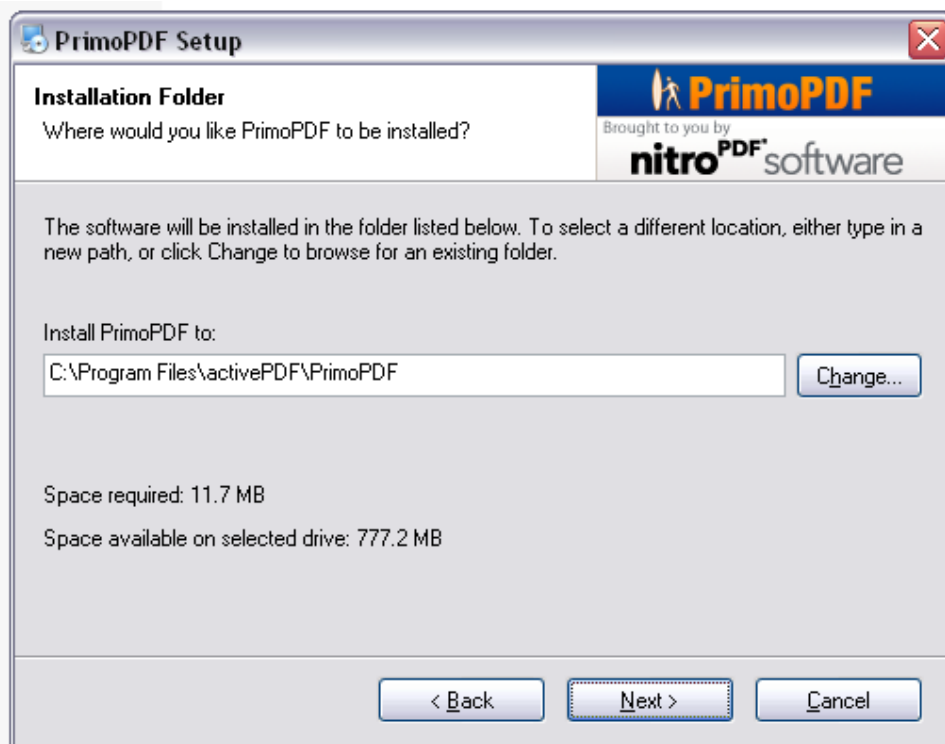 PrimoPDF Setup
Installation Folder
Where would you like PrimoPDF to be installed?
PrimoPDF
Brought to you by
nitroPDF software
The software will be installed in the folder listed below. To select a different location, either type in a
new path, or click Change to browse for an existing folder.
Install PrimoPDF to:
C:\Program Files\activePDF\PrimoPDF
Change...
Space required: 11.7 MB
Space available on selected drive: 777.2 MB
< Back
Next >
Cancel